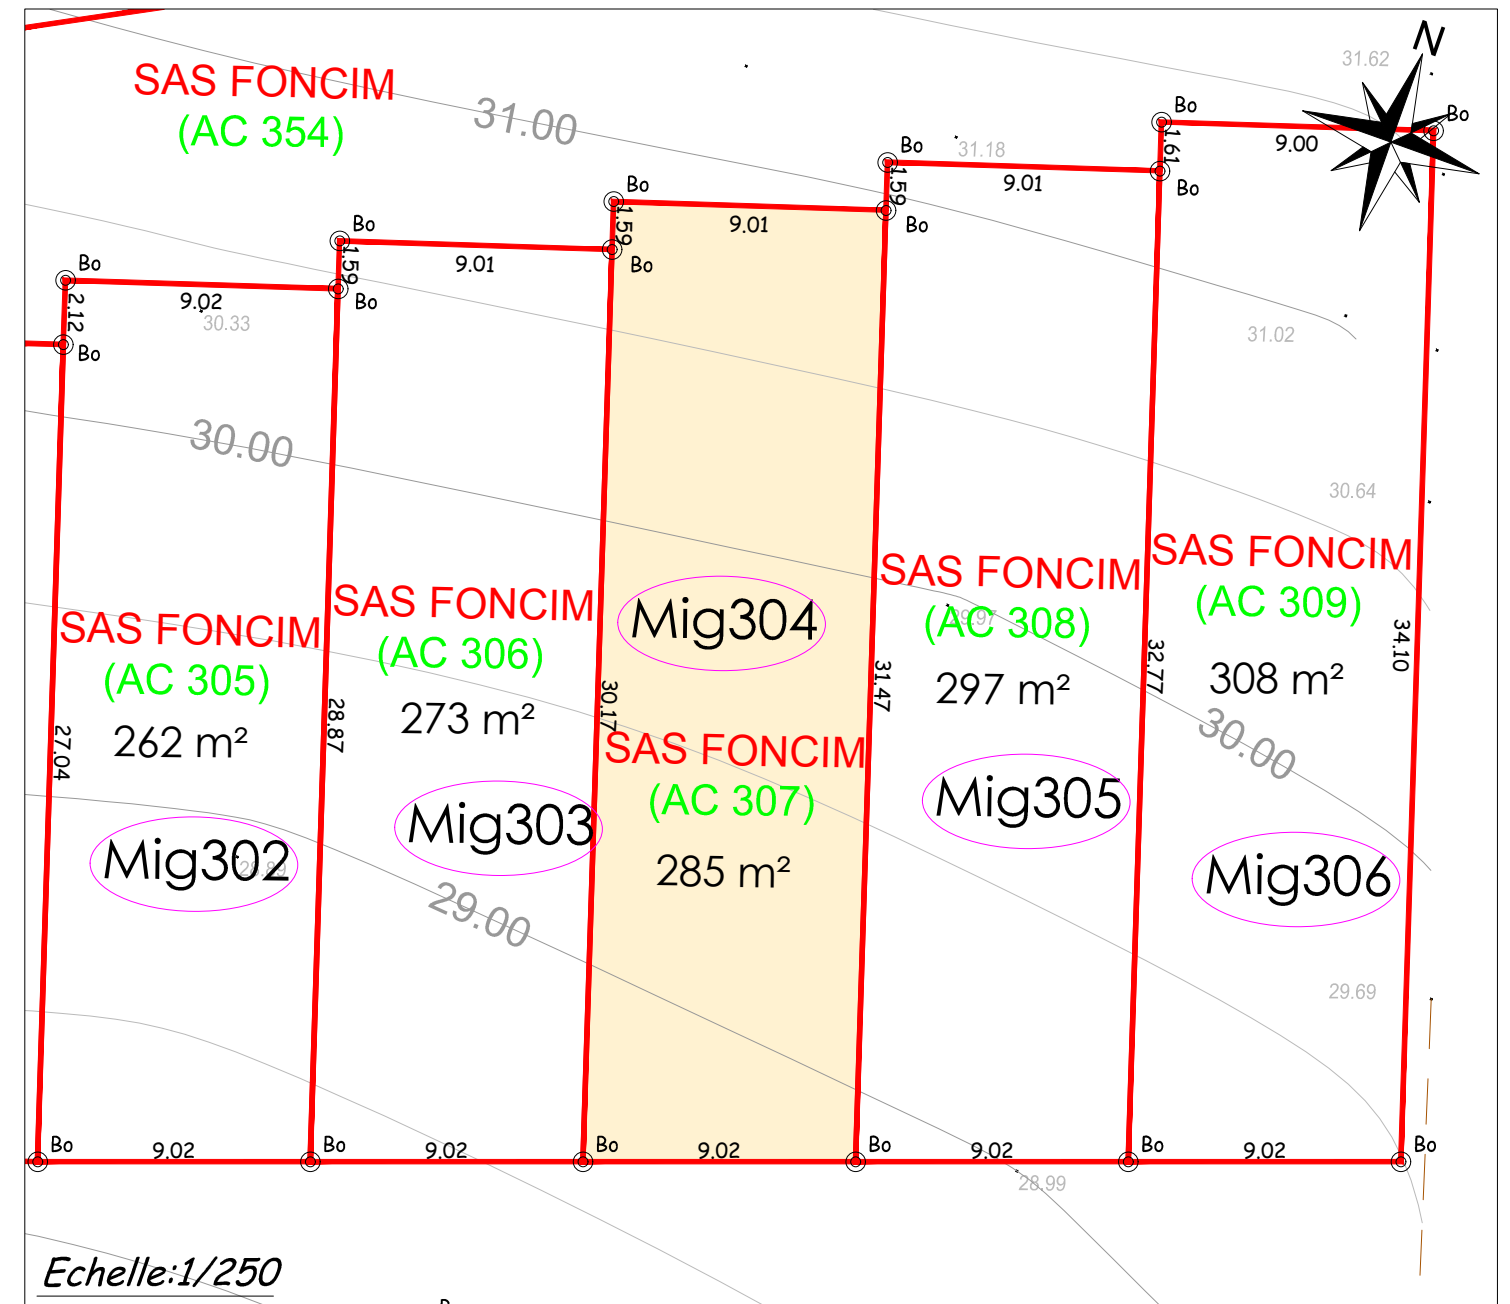 N
31.62
SAS FONCIM
(AC 354)
31.00
Bo
Bo
1.61
9.00
Bo
31.18
Bo
1.59
9.01
Bo
Bo
1.59
9.01
Bo
Bo
1.59
9.01
Bo
Bo
2.12
9.02
Bo
30.33
Bo
31.02
30.00
30.64
SAS FONCIM
(AC 305)
262 m²
27.04
Mig302
28.89
SAS FONCIM
(AC 306)
273 m²
28.87
Mig303
29.00
Mig304
30.17
SAS FONCIM
(AC 307)
285 m²
SAS FONCIM
(AC 308)
29.97
297 m²
31.47
Mig305
SAS FONCIM
(AC 309)
308 m²
32.77
34.10
30.00
Mig306
29.69
Bo
9.02
Bo
9.02
Bo
9.02
Bo
9.02
Bo
9.02
Bo
28.99
Echelle:1/250